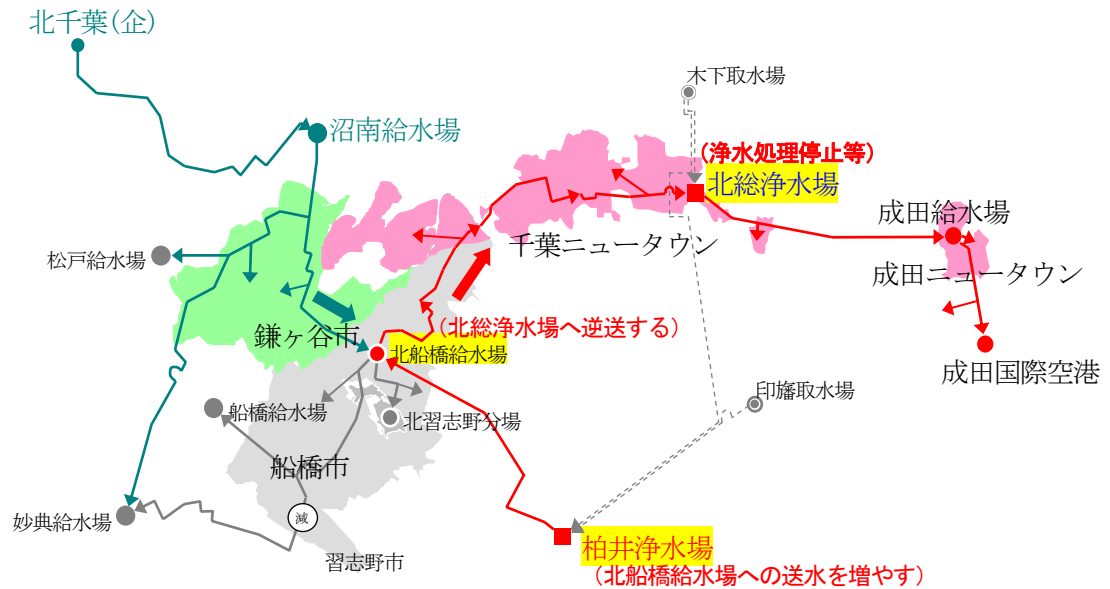 北千葉(企)
木下取水場
沼南給水場
(浄水処理停止等)
北総浄水場
成田給水場
千葉ニュータウン
松戸給水場
成田ニュータウン
(北総浄水場へ逆送する)
鎌ヶ谷市
北船橋給水場
成田国際空港
印旛取水場
船橋給水場
北習志野分場
船橋市
減
妙典給水場
柏井浄水場
習志野市
(北船橋給水場への送水を増やす)